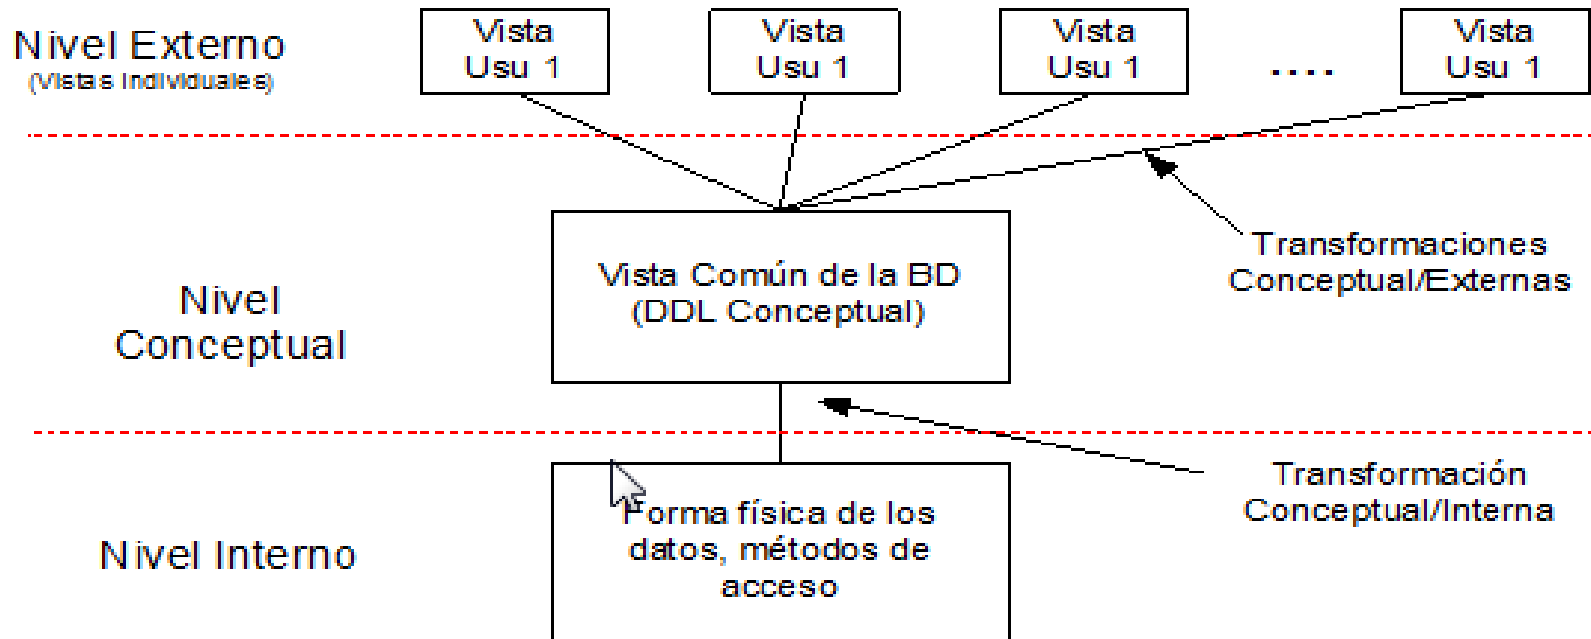 Nivel Externo
(Vistas Individuales)
Vista
Usu 1
Vista
Usu 1
Vista
Usu 1
....
Vista
Usu 1
Transformaciones
Conceptual/Externas
Nivel
Conceptual
Vista Común de la BD
(DDL Conceptual)
Transformación
Conceptual/Interna
Nivel Interno
Forma física de los
datos, métodos de
acceso